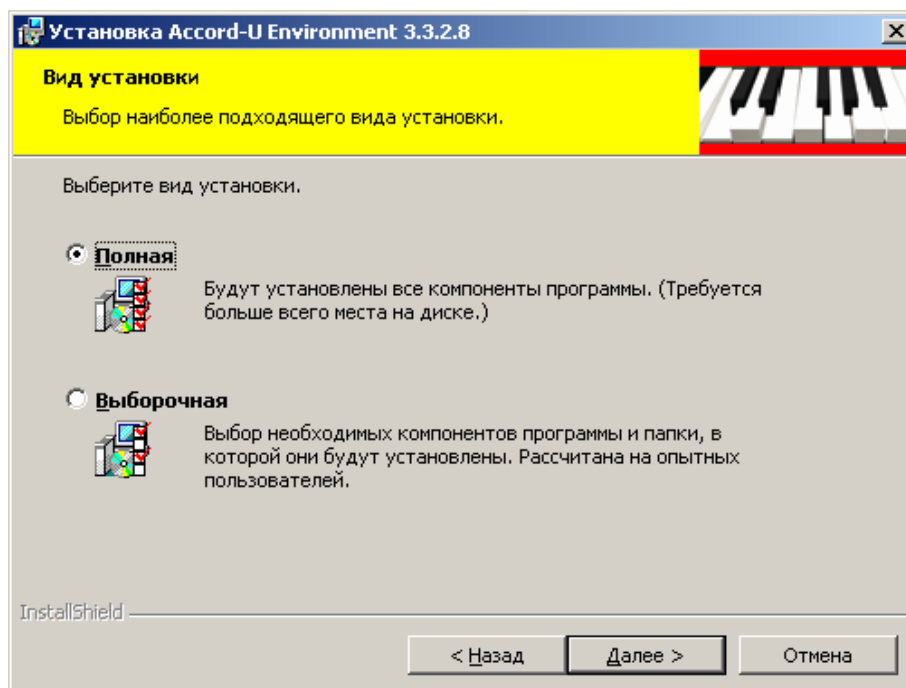 Установка Accord-U Environment 3.3.2.8
Вид установки
Выбор наиболее подходящего вида установки.
Выберите вид установки.
Полная
Будут установлены все компоненты программы. (Требуется
больше всего места на диске.)
Выборочная
Выбор необходимых компонентов программы и папки, в
которой они будут установлены. Рассчитана на опытных
пользователей.
InstallShield
< Назад
Далее >
Отмена